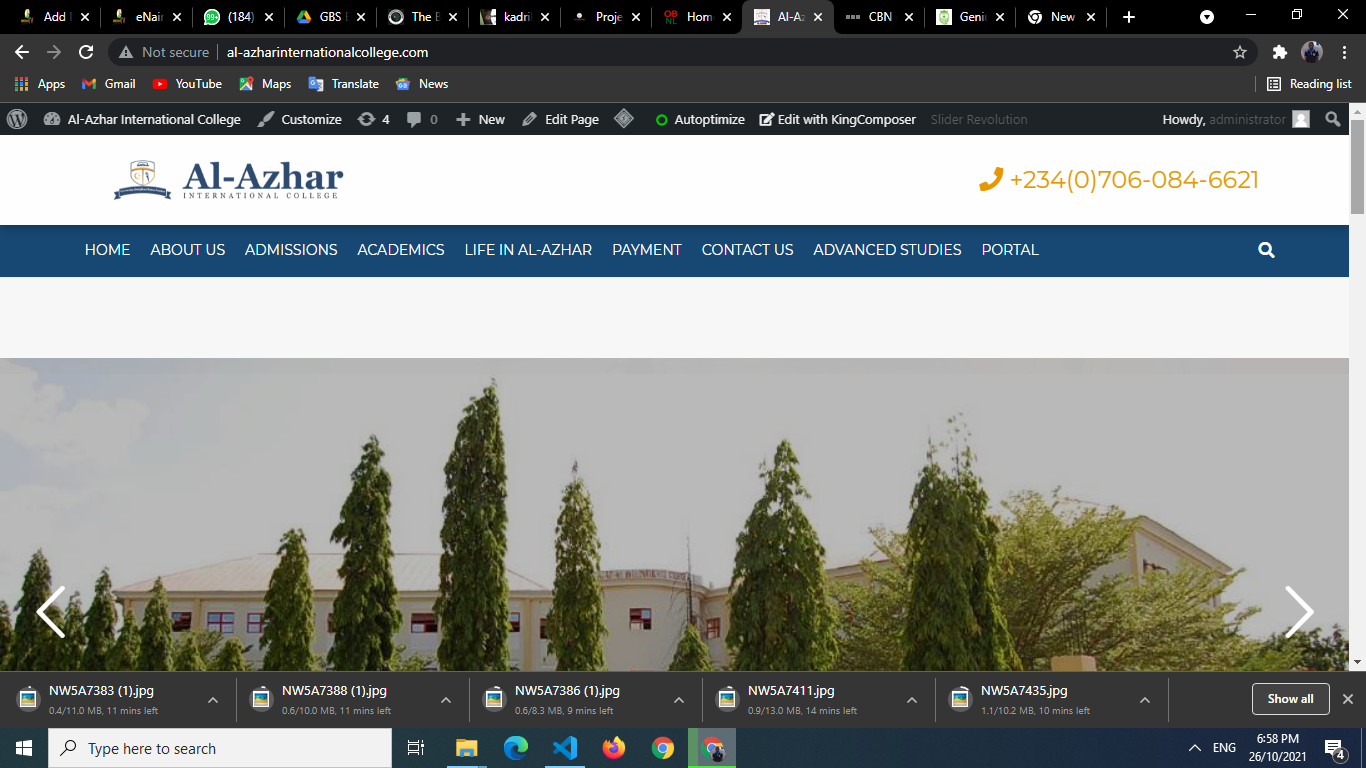 Add eNair (184) GBS The B kadri Proje Hom Al-Az CBN Geni New
99+
OB
NL
Not secure al-azharinternationalcollege.com
Apps Gmail YouTube Maps Translate News Reading list
Al-Azhar International College Customize 4 0 New Edit Page Autoptimize Edit with KingComposer Slider Revolution Howdy, administrator
Al-Azhar
INTERNATIONAL COLLEGE
+234(0)706-084-6621
HOME ABOUT US ADMISSIONS ACADEMICS LIFE IN AL-AZHAR PAYMENT CONTACT US ADVANCED STUDIES PORTAL
NW5A7383 (1).jpg NW5A7388 (1).jpg NW5A7386 (1).jpg NW5A7411.jpg NW5A7435.jpg
0.4/11.0 MB, 11 mins left 0.6/10.0 MB, 11 mins left 0.6/8.3 MB, 9 mins left 0.9/13.0 MB, 14 mins left 1.1/10.2 MB, 10 mins left
Show all
Type here to search
ENG
6:58 PM
26/10/2021
4